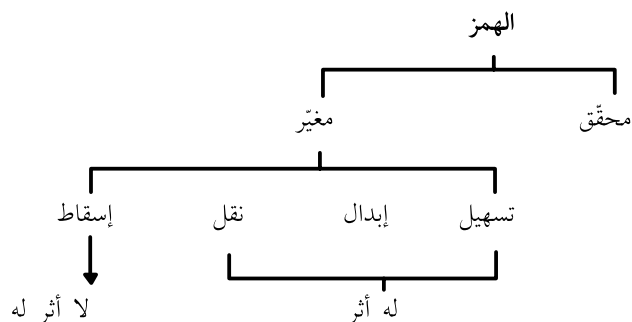 الهمز
محقّق
مغيّر
تسهيل
إبدال
نقل
إسقاط
له أثر
لا أثر له